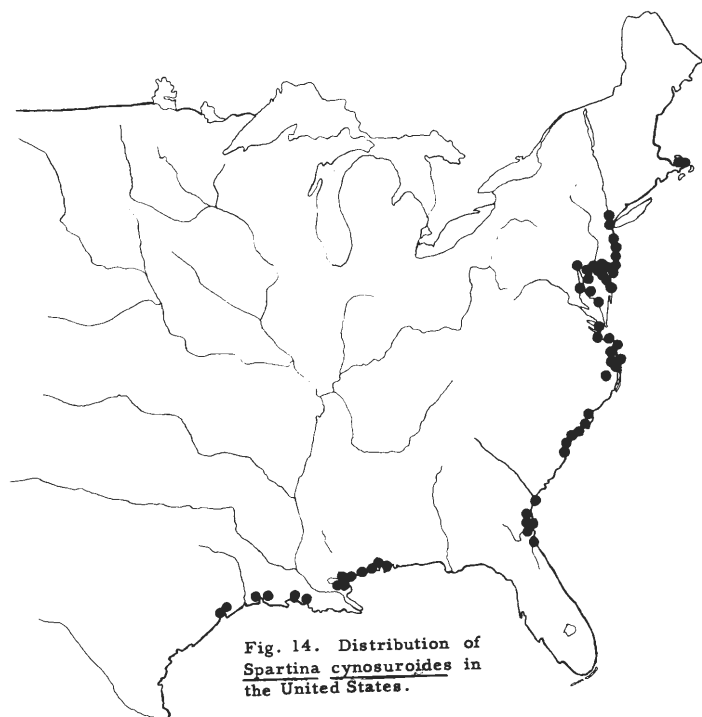 Fig. 14. Distribution of
Spartina cynosuroides in
the United States.